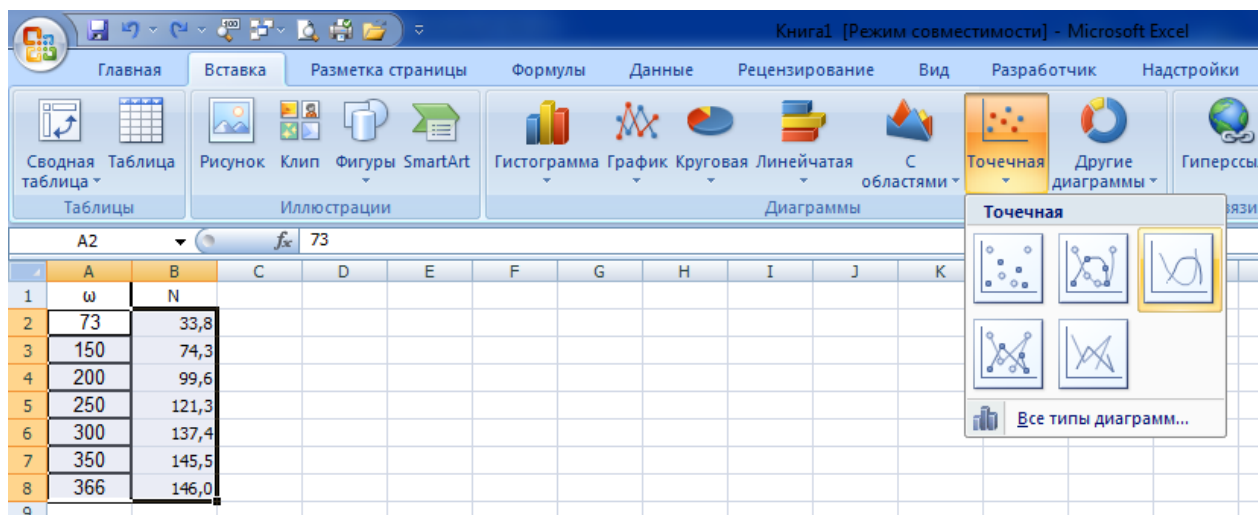 Книга1 [Режим совместимости] - Microsoft Excel
Главная Вставка Разметка страницы Формулы Данные Рецензирование Вид Разработчик Надстройки
Сводная таблица Таблица Рисунок Клип Фигуры SmartArt Гистограмма График Круговая Линейчатая С областями Точечная Другие диаграммы
Таблицы Иллюстрации Диаграммы
Точечная
A2 fx 73
A B C D E F G H I J K
1 ω N
2 73 33,8
3 150 74,3
4 200 99,6
5 250 121,3
6 300 137,4
7 350 145,5
8 366 146,0
9
Все типы диаграмм...